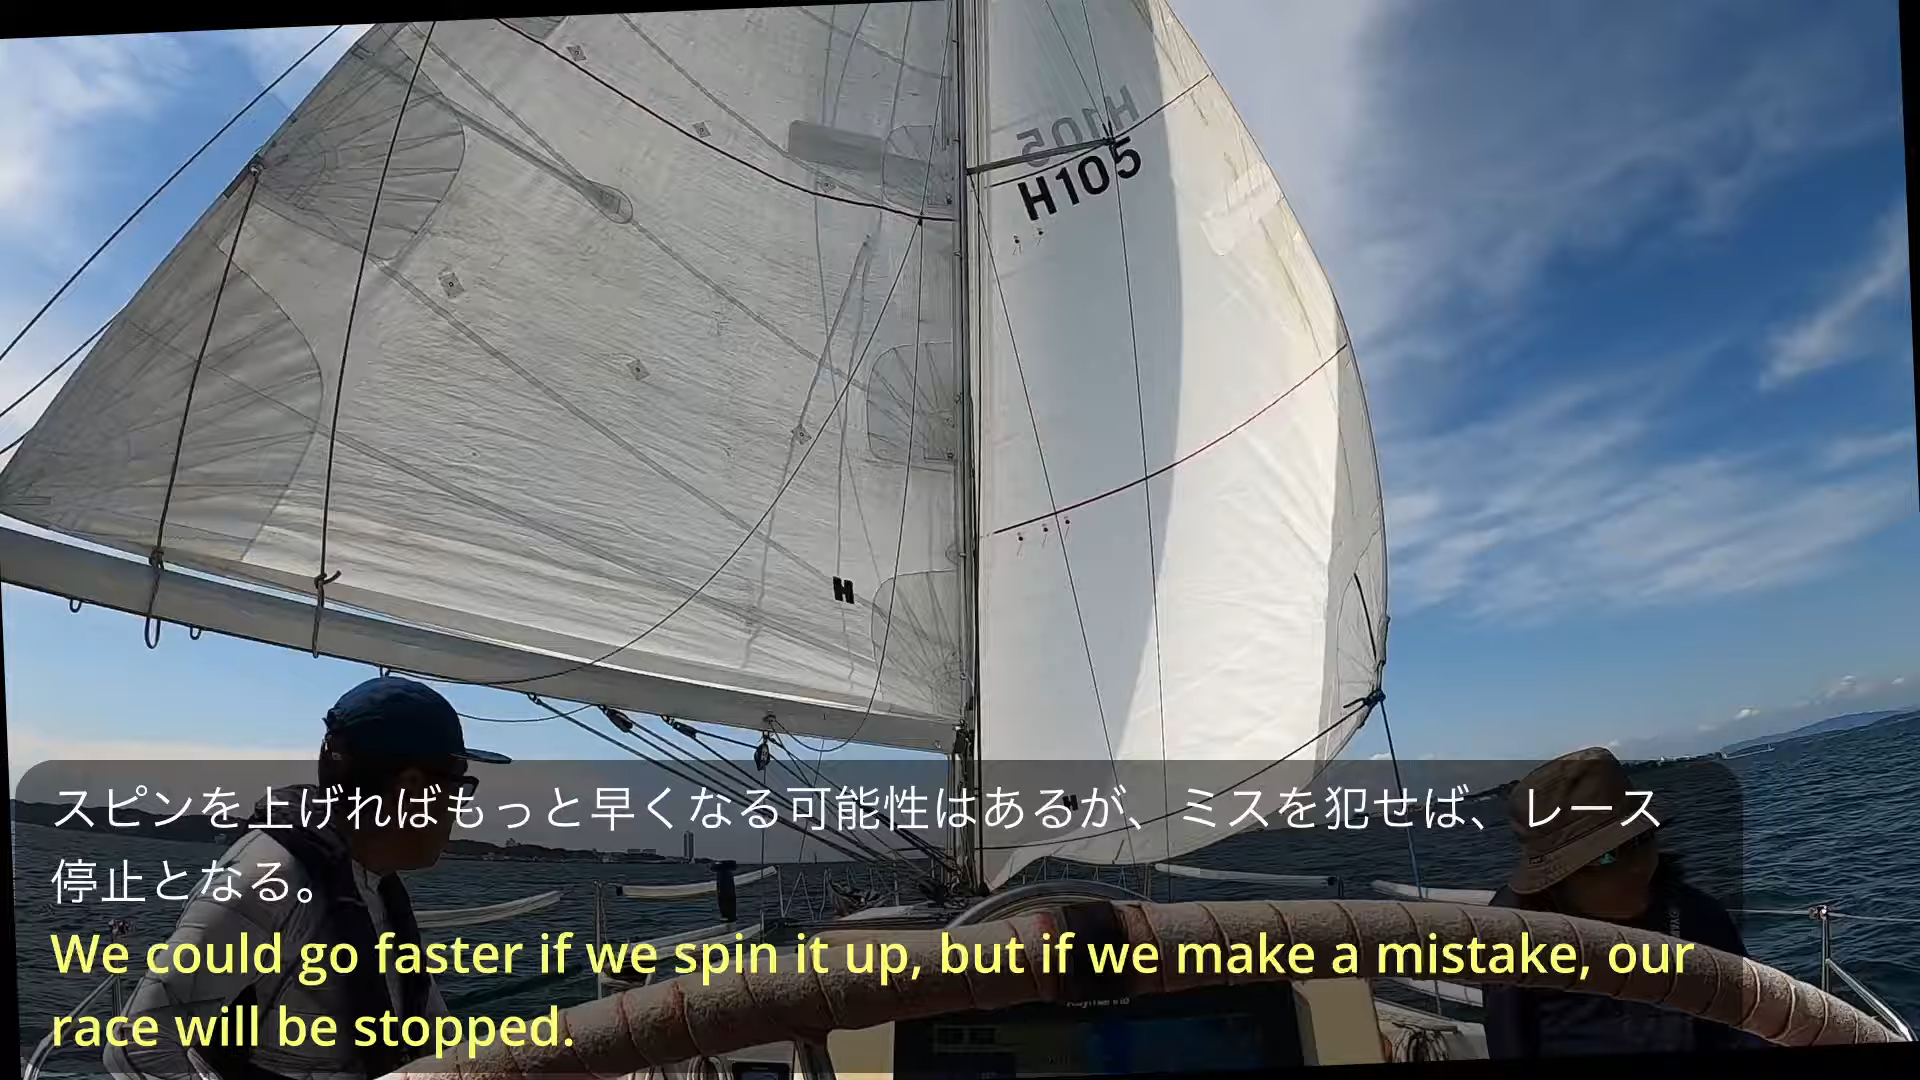 H105
H105
H
スピンを上げればもっと早くなる可能性はあるが、ミスを犯せば、レース
停止となる。
We could go faster if we spin it up, but if we make a mistake, our
race will be stopped.